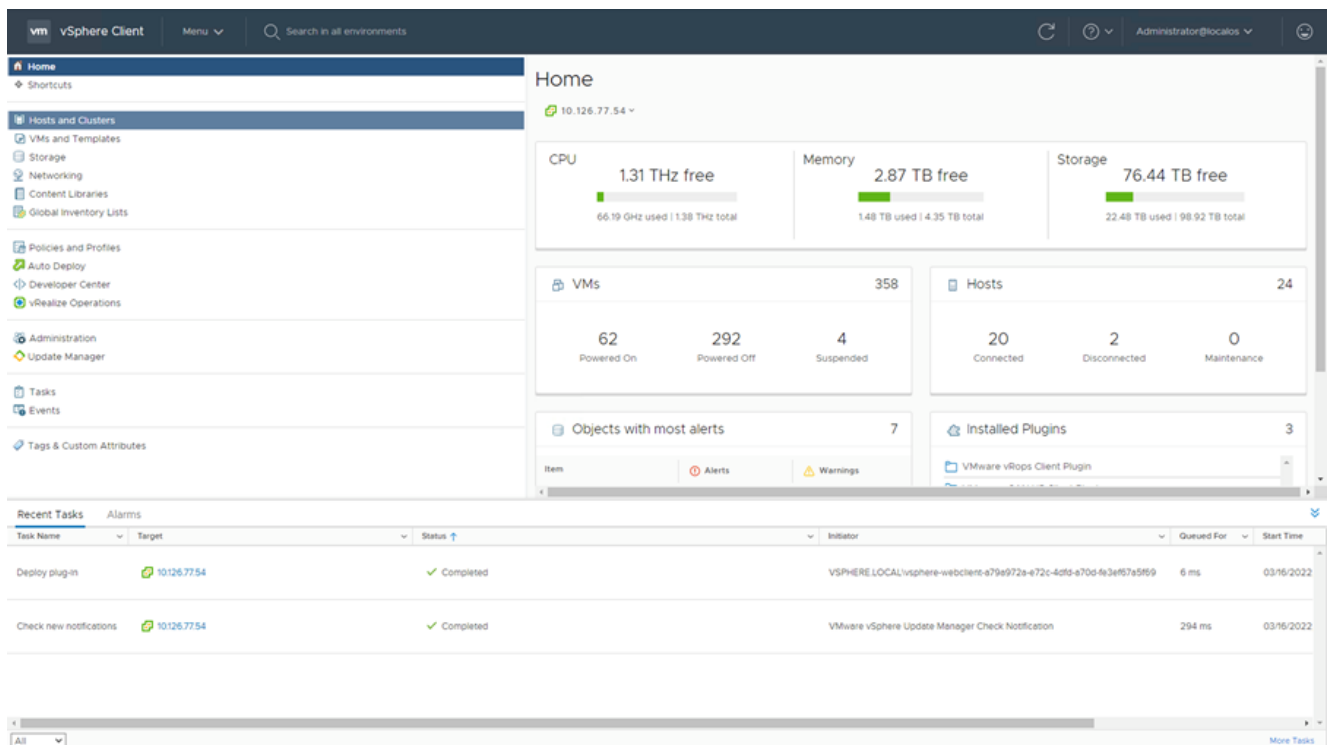 vm vSphere Client Menu Search in all environments Administrator@localos
Home
Shortcuts
Hosts and Clusters
VMs and Templates
Storage
Networking
Content Libraries
Global Inventory Lists
Policies and Profiles
Auto Deploy
Developer Center
vRealize Operations
Administration
Update Manager
Tasks
Events
Tags & Custom Attributes
Home
10.126.77.54
CPU Memory Storage
1.31 THz free 2.87 TB free 76.44 TB free
66.19 GHz used | 1.38 THz total 1.48 TB used | 4.35 TB total 22.48 TB used | 98.92 TB total
VMs 358
62 292 4
Powered On Powered Off Suspended
Hosts 24
20 2 0
Connected Disconnected Maintenance
Objects with most alerts 7
Item Alerts Warnings
Installed Plugins 3
VMware vRops Client Plugin
Recent Tasks Alarms
Task Name Target Status Initiator Queued For Start Time
Deploy plug-in 10.126.77.54 Completed VSPHERE.LOCAL\vsphere-webclient-a79a972a-e72c-4dfd-a70d-fe3ef67a5f69 6 ms 03/16/2022
Check new notifications 10.126.77.54 Completed VMware vSphere Update Manager Check Notification 294 ms 03/16/2022
All More Tasks